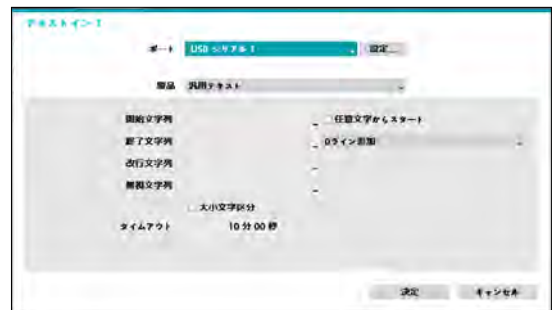 テキストイン 1
ポート USB シリアル 1 設定...
製品 汎用テキスト
開始文字列 任意文字からスタート
終了文字列 0ライン追加
改行文字列
無視文字列
大小文字区分
タイムアウト 10 分 00 秒
決定 キャンセル